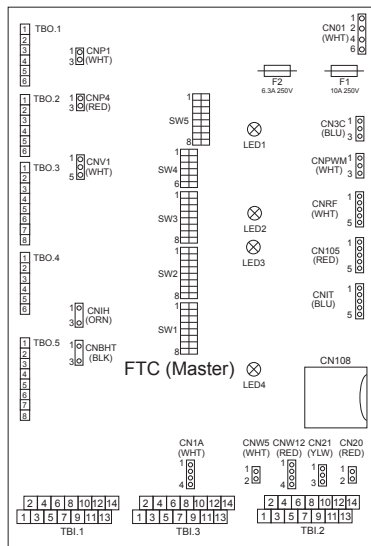 1 TBO.1
2
3
4
5
6
1 CNP1
3 (WHT)
CN01
(WHT)
1
2
4
6
F2
6.3A 250V
F1
10A 250V
1 TBO.2
2
3
4
5
6
1 CNP4
3 (RED)
1
SW5
8
LED1
CN3C
(BLU)
1
3
1 TBO.3
2
3
4
5
6
7
8
1 CNV1
5 (WHT)
1
SW4
6
CNPWM
(WHT)
1
3
1
SW3
8
LED2
CNRF
(WHT)
1
5
1 TBO.4
2
3
4
5
6
1
SW2
8
LED3
CN105
(RED)
1
5
1 CNIH
3 (ORN)
1
SW1
8
CNIT
(BLU)
1
5
1 TBO.5
2
3
4
5
6
7
8
1 CNBHT
3 (BLK)
FTC (Master)
LED4
CN108
CN1A
(WHT)
1
4
CNW5
(WHT)
1
2
CNW12
(RED)
1
4
CN21
(YLW)
1
3
CN20
(RED)
1
2
2 4 6 8 10 12 14
1 3 5 7 9 11 13
TBI.1
2 4 6 8 10 12 14
1 3 5 7 9 11 13
TBI.3
2 4 6 8 10 12 14
1 3 5 7 9 11 13
TBI.2